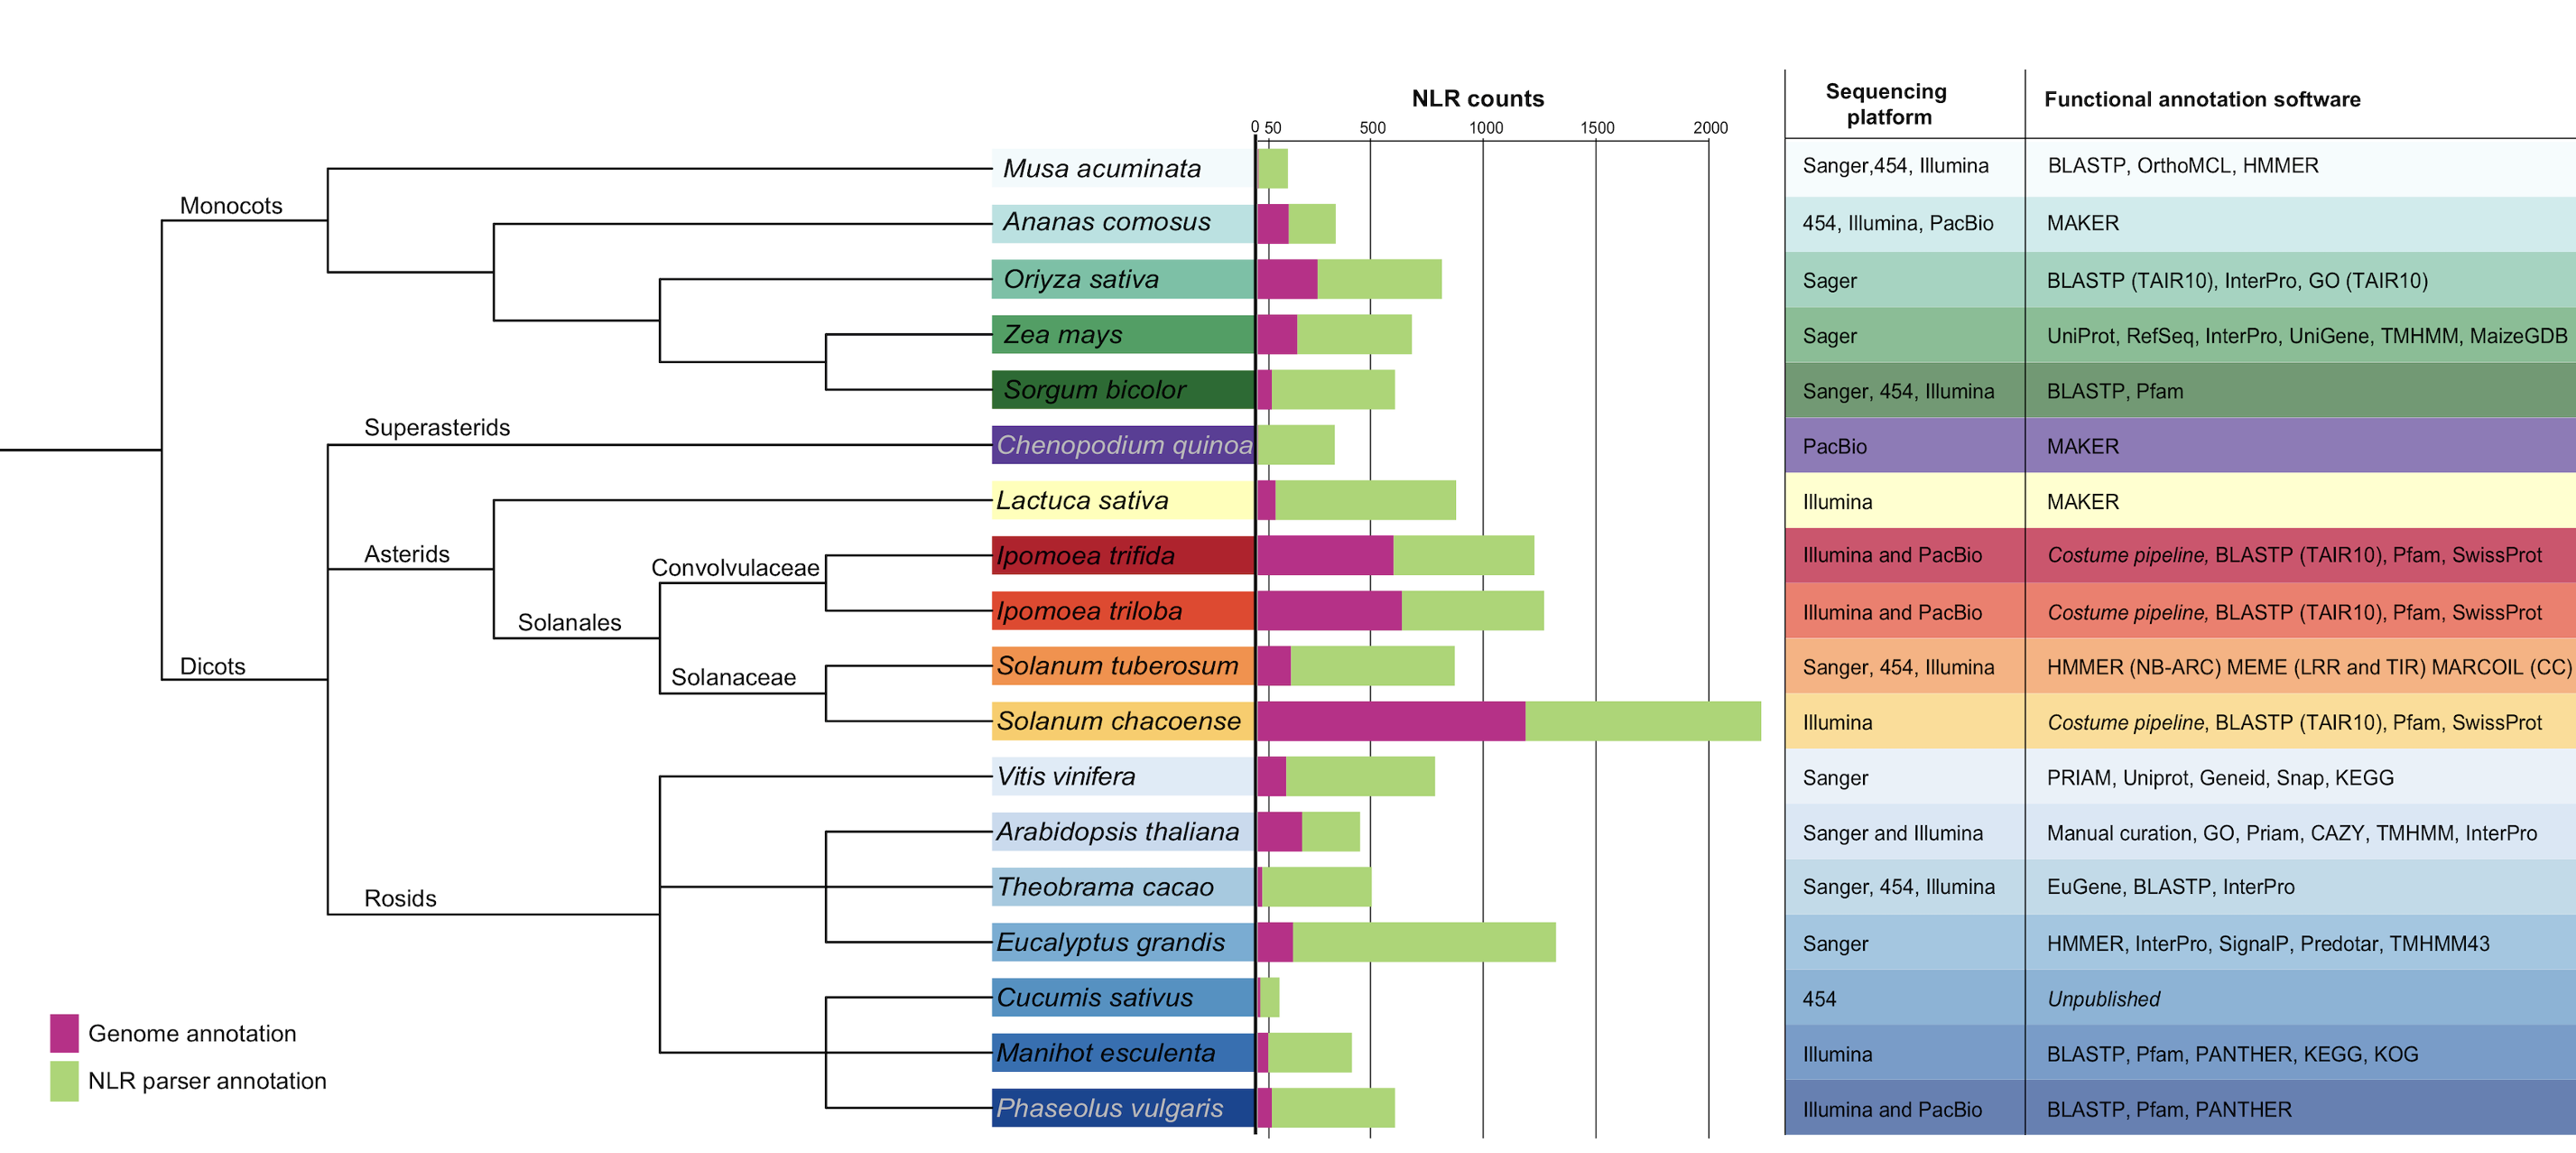 NLR counts
Sequencing platform
Functional annotation software
0 50 500 1000 1500 2000
Musa acuminata Sanger,454, Illumina BLASTP, OrthoMCL, HMMER
Monocots
Ananas comosus 454, Illumina, PacBio MAKER
Oriyza sativa Sager BLASTP (TAIR10), InterPro, GO (TAIR10)
Zea mays Sager UniProt, RefSeq, InterPro, UniGene, TMHMM, MaizeGDB
Sorgum bicolor Sanger, 454, Illumina BLASTP, Pfam
Superasterids
Chenopodium quinoa PacBio MAKER
Lactuca sativa Illumina MAKER
Asterids
Convolvulaceae
Ipomoea trifida Illumina and PacBio Costume pipeline, BLASTP (TAIR10), Pfam, SwissProt
Ipomoea triloba Illumina and PacBio Costume pipeline, BLASTP (TAIR10), Pfam, SwissProt
Solanales
Dicots
Solanum tuberosum Sanger, 454, Illumina HMMER (NB-ARC) MEME (LRR and TIR) MARCOIL (CC)
Solanaceae
Solanum chacoense Illumina Costume pipeline, BLASTP (TAIR10), Pfam, SwissProt
Vitis vinifera Sanger PRIAM, Uniprot, Geneid, Snap, KEGG
Arabidopsis thaliana Sanger and Illumina Manual curation, GO, Priam, CAZY, TMHMM, InterPro
Theobrama cacao Sanger, 454, Illumina EuGene, BLASTP, InterPro
Rosids
Eucalyptus grandis Sanger HMMER, InterPro, SignalP, Predotar, TMHMM43
Cucumis sativus 454 Unpublished
Genome annotation
Manihot esculenta Illumina BLASTP, Pfam, PANTHER, KEGG, KOG
NLR parser annotation
Phaseolus vulgaris Illumina and PacBio BLASTP, Pfam, PANTHER